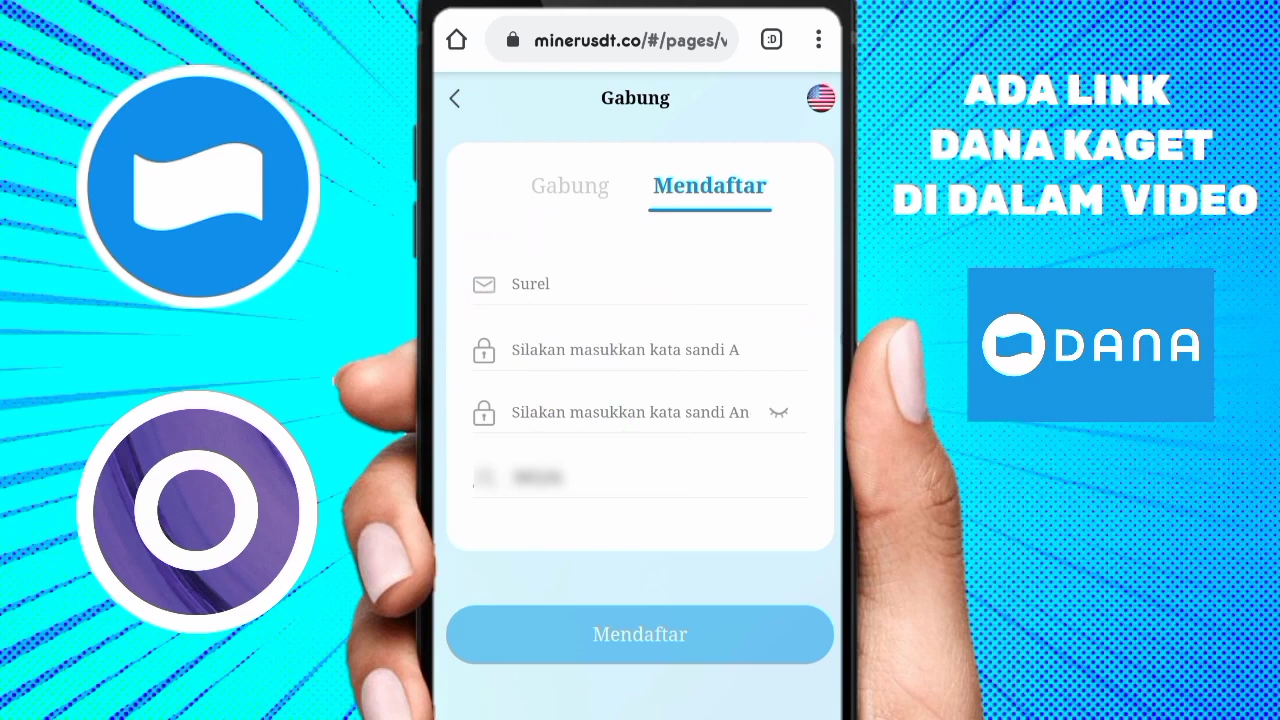 minerusdt.co/#/pages/v
:D
Gabung
Gabung Mendaftar
Surel
Silakan masukkan kata sandi A
Silakan masukkan kata sandi An
Mendaftar
ADA LINK
DANA KAGET
DI DALAM VIDEO
DANA